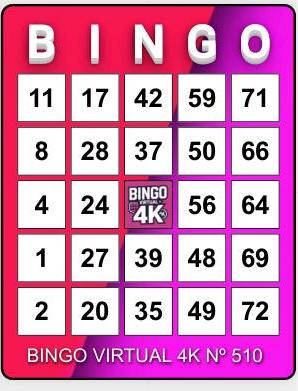 B I N G O
11 17 42 59 71
8 28 37 50 66
4 24 BINGO VIRTUAL 4K 56 64
1 27 39 48 69
2 20 35 49 72
BINGO VIRTUAL 4K Nº 510